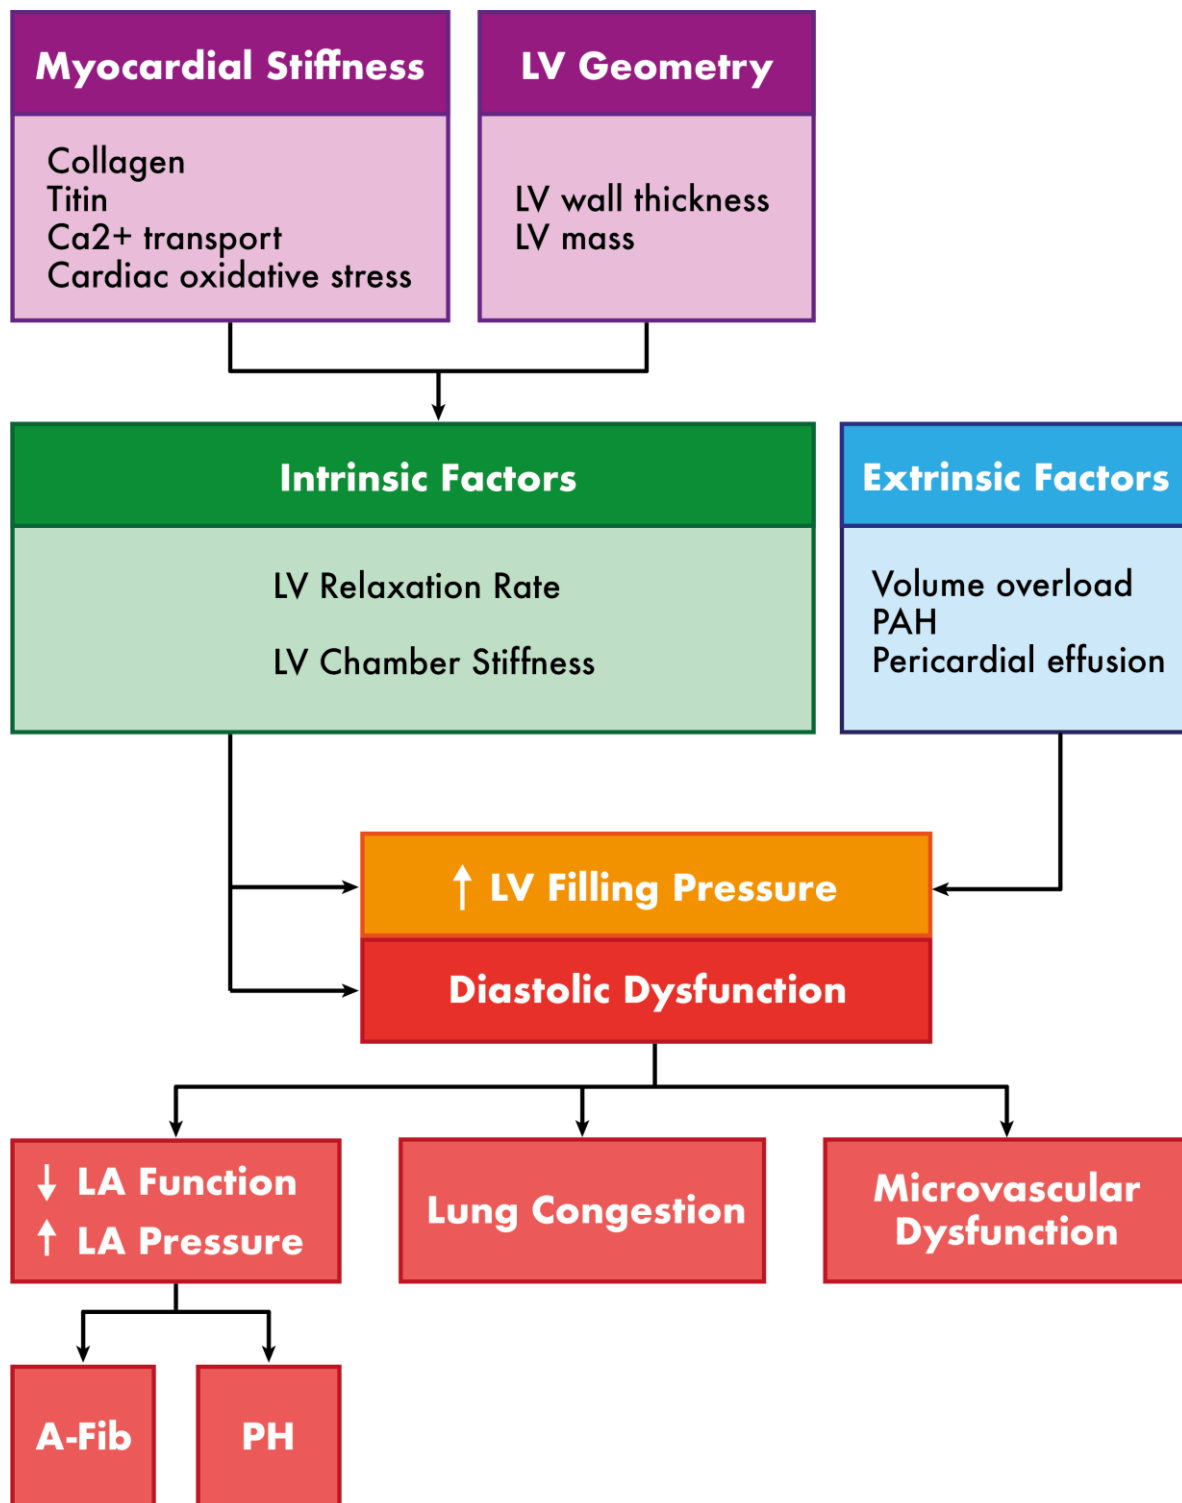 Myocardial Stiffness
Collagen
Titin
Ca2+ transport
Cardiac oxidative stress
LV Geometry
LV wall thickness
LV mass
Intrinsic Factors
LV Relaxation Rate
LV Chamber Stiffness
Extrinsic Factors
Volume overload
PAH
Pericardial effusion
↑ LV Filling Pressure
Diastolic Dysfunction
↓ LA Function
↑ LA Pressure
Lung Congestion
Microvascular
Dysfunction
A-Fib
PH